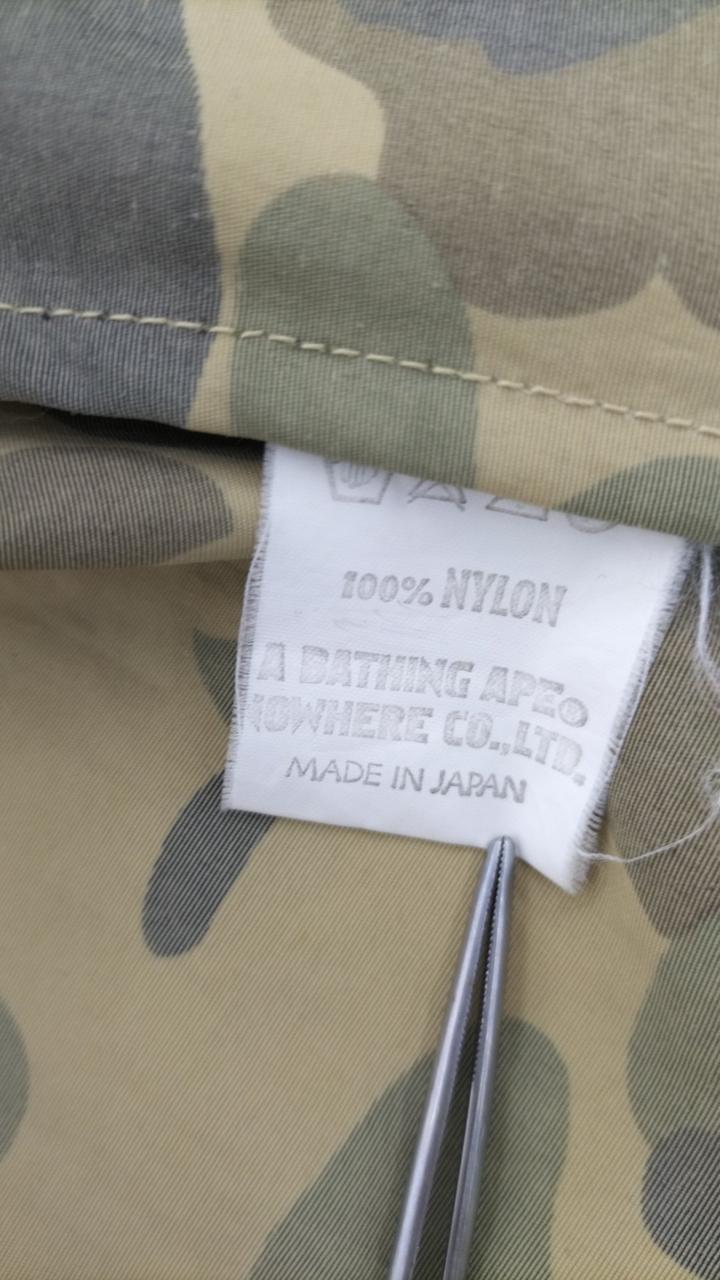 100% NYLON
A BATHING APE®
NOWHERE CO.,LTD.
MADE IN JAPAN